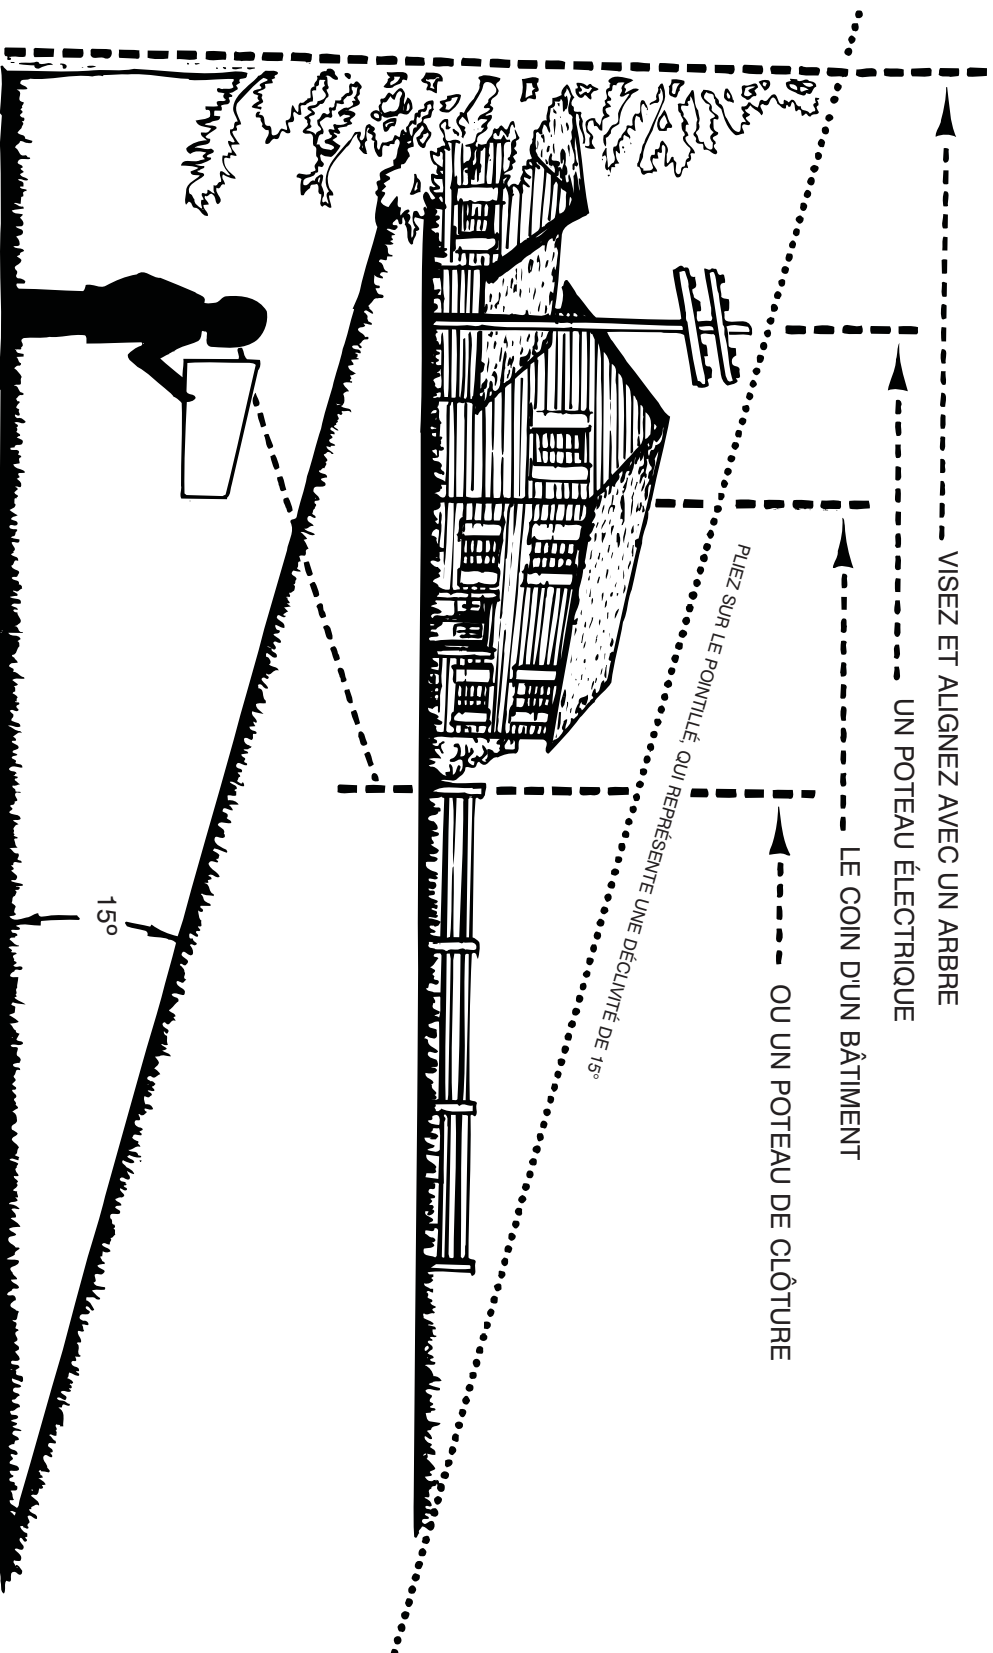 VISEZ ET ALIGNEZ AVEC UN ARBRE
UN POTEAU ÉLECTRIQUE
LE COIN D'UN BÂTIMENT
OU UN POTEAU DE CLÔTURE
PLIEZ SUR LE POINTILLÉ, QUI REPRÉSENTE UNE DÉCLIVITÉ DE 15°
15°